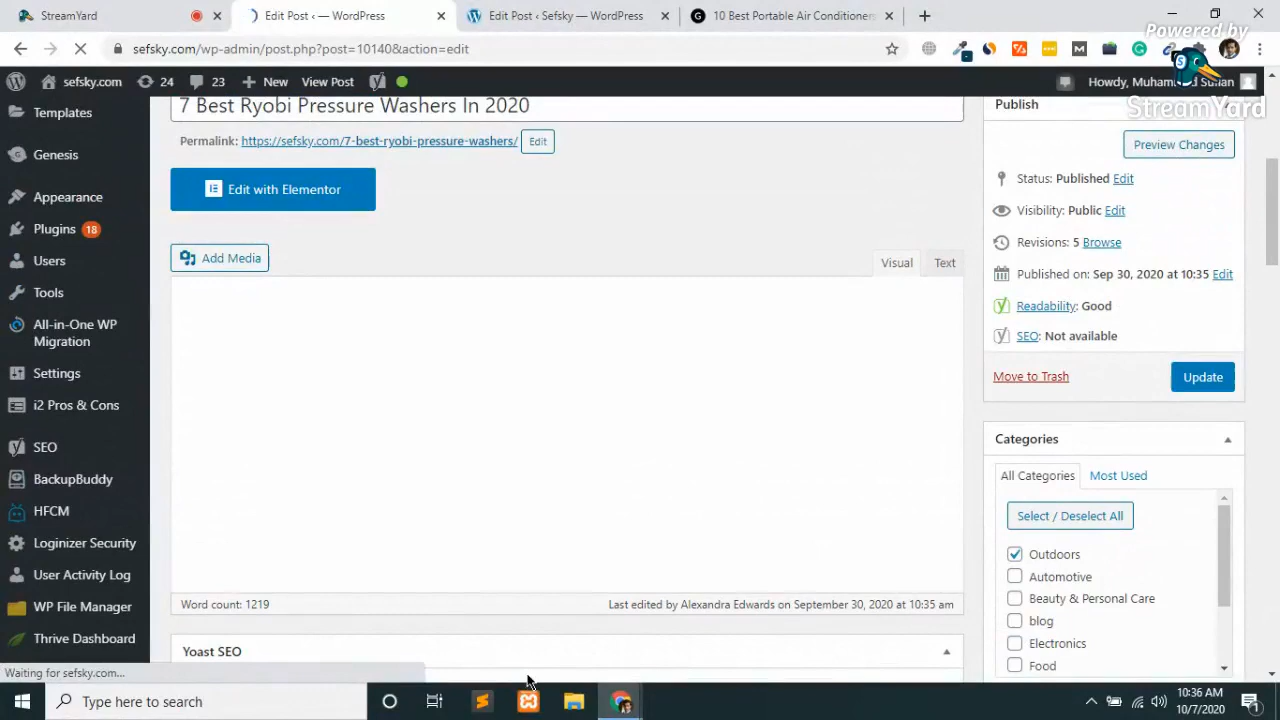 StreamYard
Edit Post ‹ — WordPress
Edit Post ‹ Sefsky — WordPress
10 Best Portable Air Conditioners
sefsky.com/wp-admin/post.php?post=10140&action=edit
Powered by
StreamYard
sefsky.com
24
23
New
View Post
Templates
Genesis
Appearance
Plugins 18
Users
Tools
All-in-One WP
Migration
Settings
i2 Pros & Cons
SEO
BackupBuddy
HFCM
Loginizer Security
User Activity Log
WP File Manager
Thrive Dashboard
7 Best Ryobi Pressure Washers In 2020
Permalink: https://sefsky.com/7-best-ryobi-pressure-washers/ Edit
Edit with Elementor
Add Media
Visual
Text
Word count: 1219
Last edited by Alexandra Edwards on September 30, 2020 at 10:35 am
Yoast SEO
Publish
Preview Changes
Status: Published Edit
Visibility: Public Edit
Revisions: 5 Browse
Published on: Sep 30, 2020 at 10:35 Edit
Readability: Good
SEO: Not available
Move to Trash
Update
Categories
All Categories
Most Used
Select / Deselect All
Outdoors
Automotive
Beauty & Personal Care
blog
Electronics
Food
Waiting for sefsky.com...
Type here to search
10:36 AM
10/7/2020
1